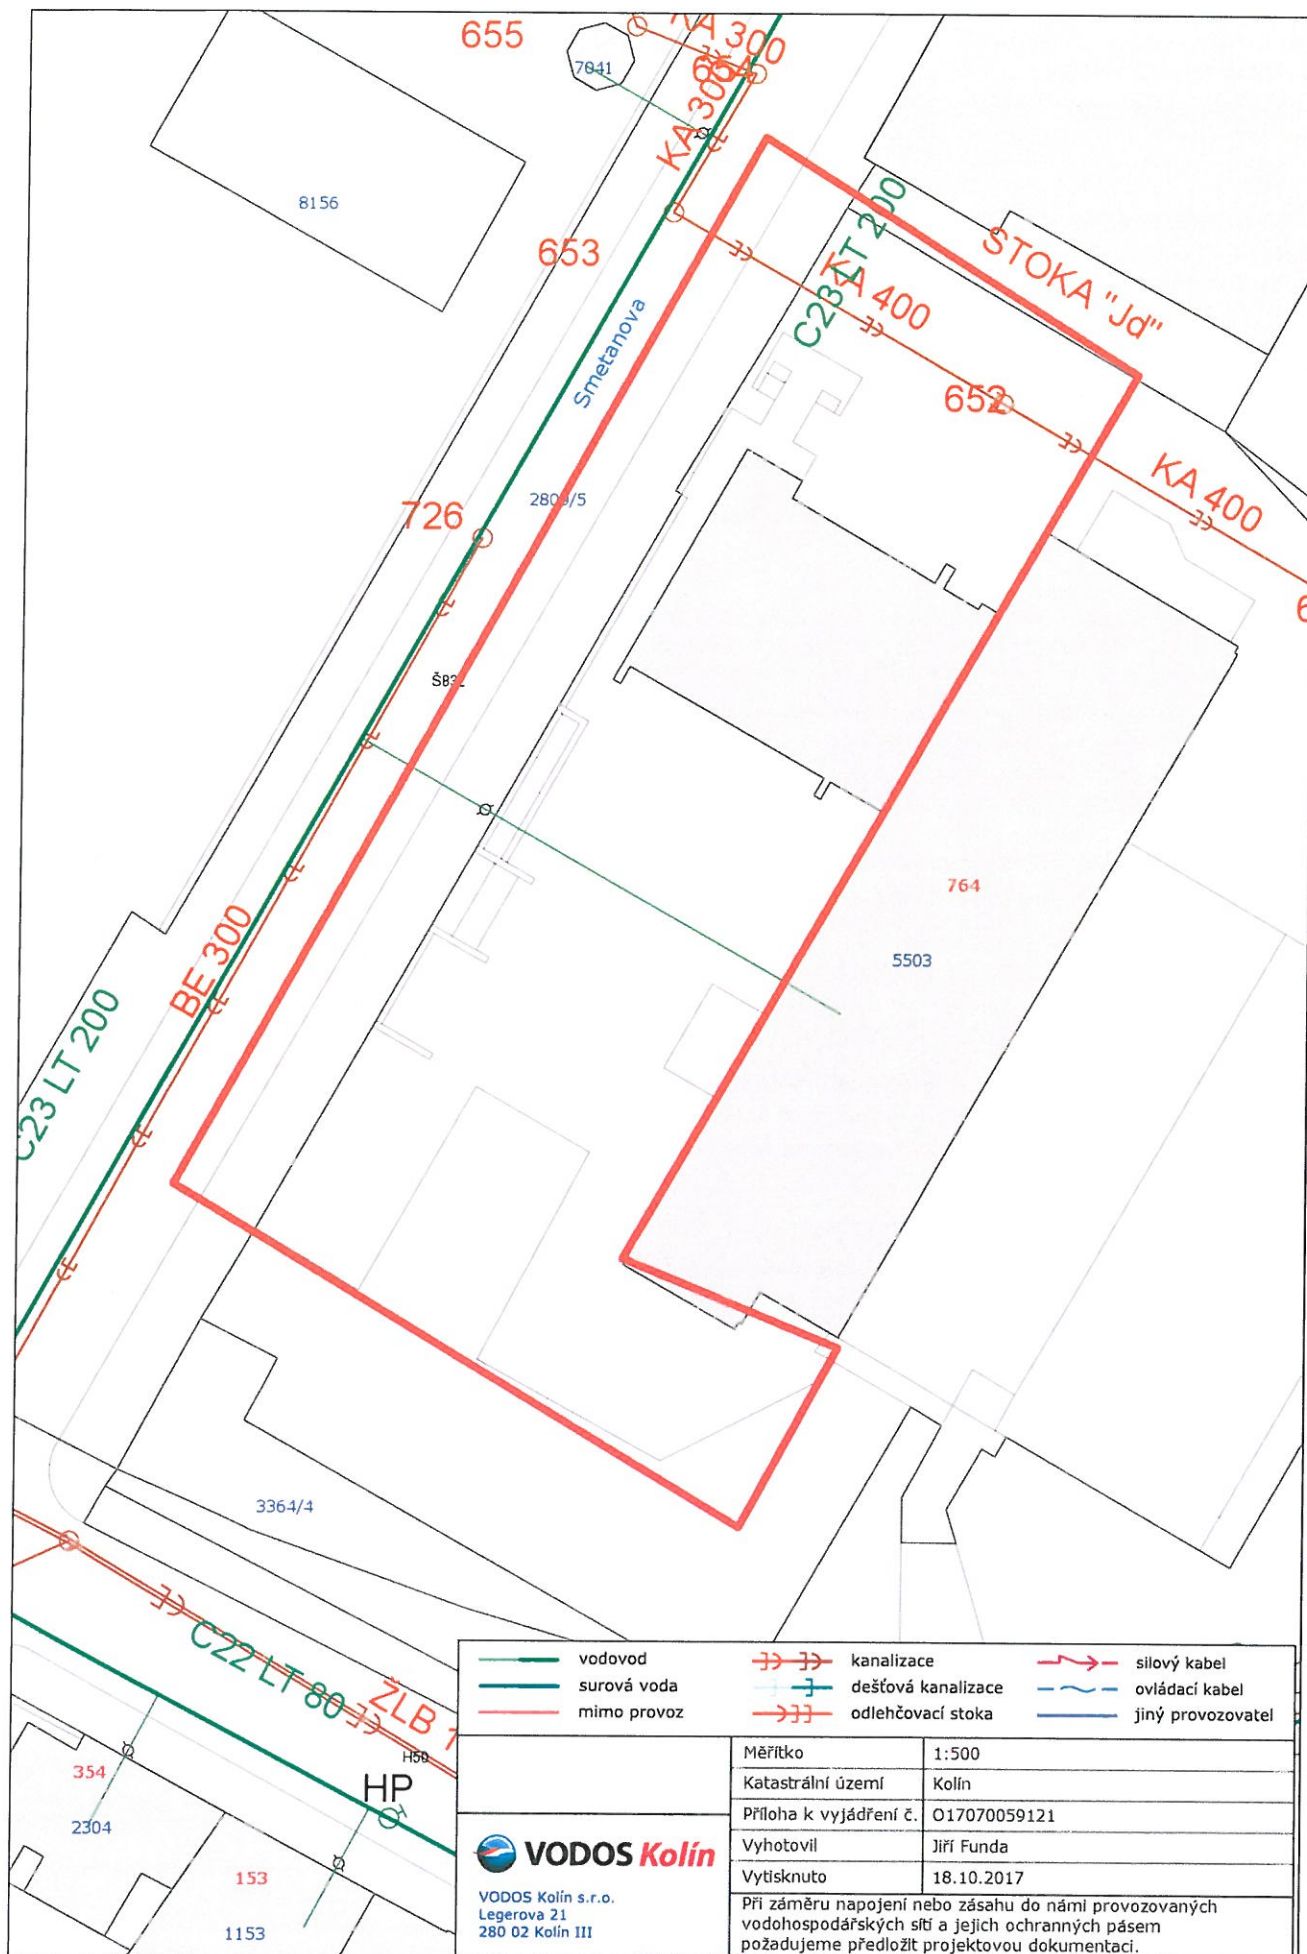 655
KA 300
654
7041
KA 300
8156
653
C23 LT 200
STOKA "Jd"
KA 400
Smetanova
652
KA 400
726
2809/5
764
5503
BE 300
C23 LT 200
3364/4
C22 LT 80
ŽLB 1
H50
HP
354
2304
153
1153
vodovod
kanalizace
silový kabel
surová voda
dešťová kanalizace
ovládací kabel
mimo provoz
odlehčovací stoka
jiný provozovatel
Měřítko 1:500
Katastrální území Kolín
Příloha k vyjádření č. O17070059121
Vyhotovil Jiří Funda
Vytisknuto 18.10.2017
VODOS Kolín
VODOS Kolín s.r.o.
Legerova 21
280 02 Kolín III
Při záměru napojení nebo zásahu do námi provozovaných
vodohospodářských sítí a jejich ochranných pásem
požadujeme předložit projektovou dokumentaci.